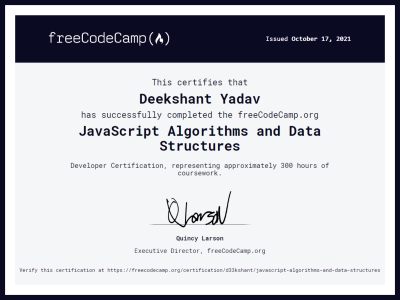 freeCodeCamp(🔥)
Issued October 17, 2021
This certifies that
Deekshant Yadav
has successfully completed the freeCodeCamp.org
JavaScript Algorithms and Data
Structures
Developer Certification, representing approximately 300 hours of
coursework.
QLarson
Quincy Larson
Executive Director, freeCodeCamp.org
Verify this certification at https://freecodecamp.org/certification/d33kshant/javascript-algorithms-and-data-structures